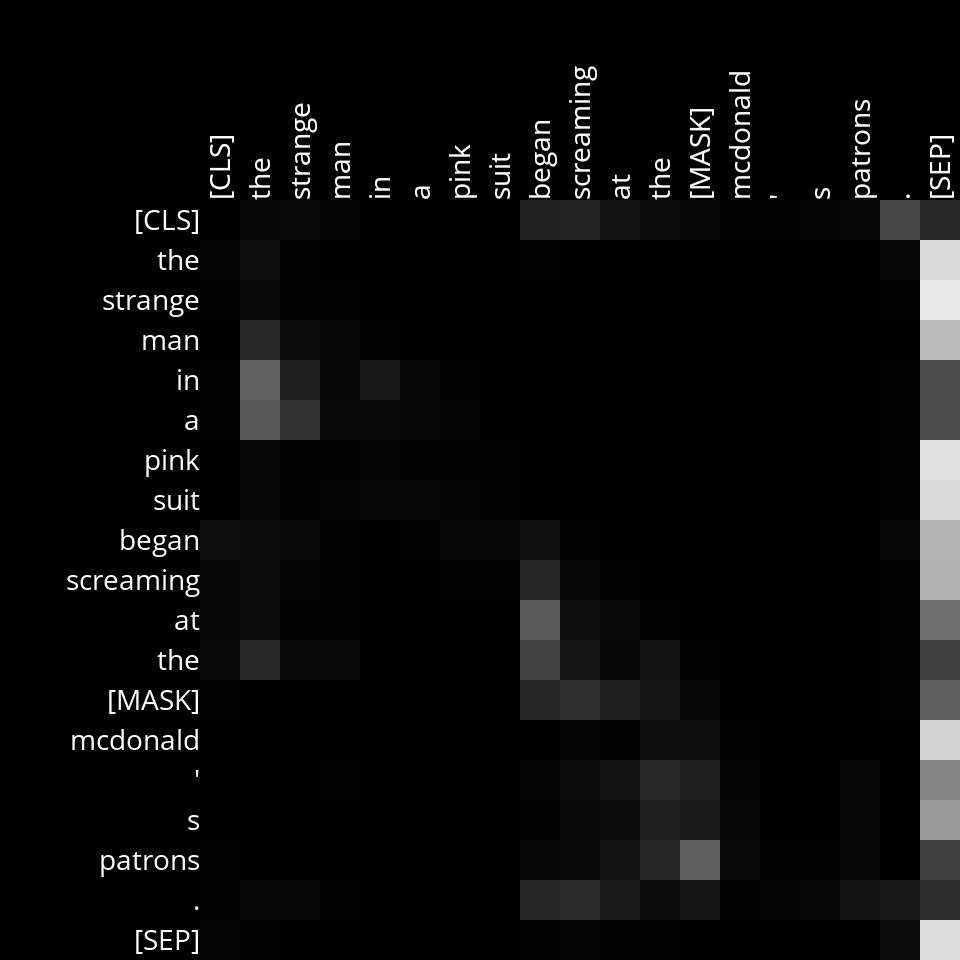 [CLS] the strange man in a pink suit began screaming at the [MASK] mcdonald ' s patrons . [SEP]
[CLS]
the
strange
man
in
a
pink
suit
began
screaming
at
the
[MASK]
mcdonald
'
s
patrons
.
[SEP]